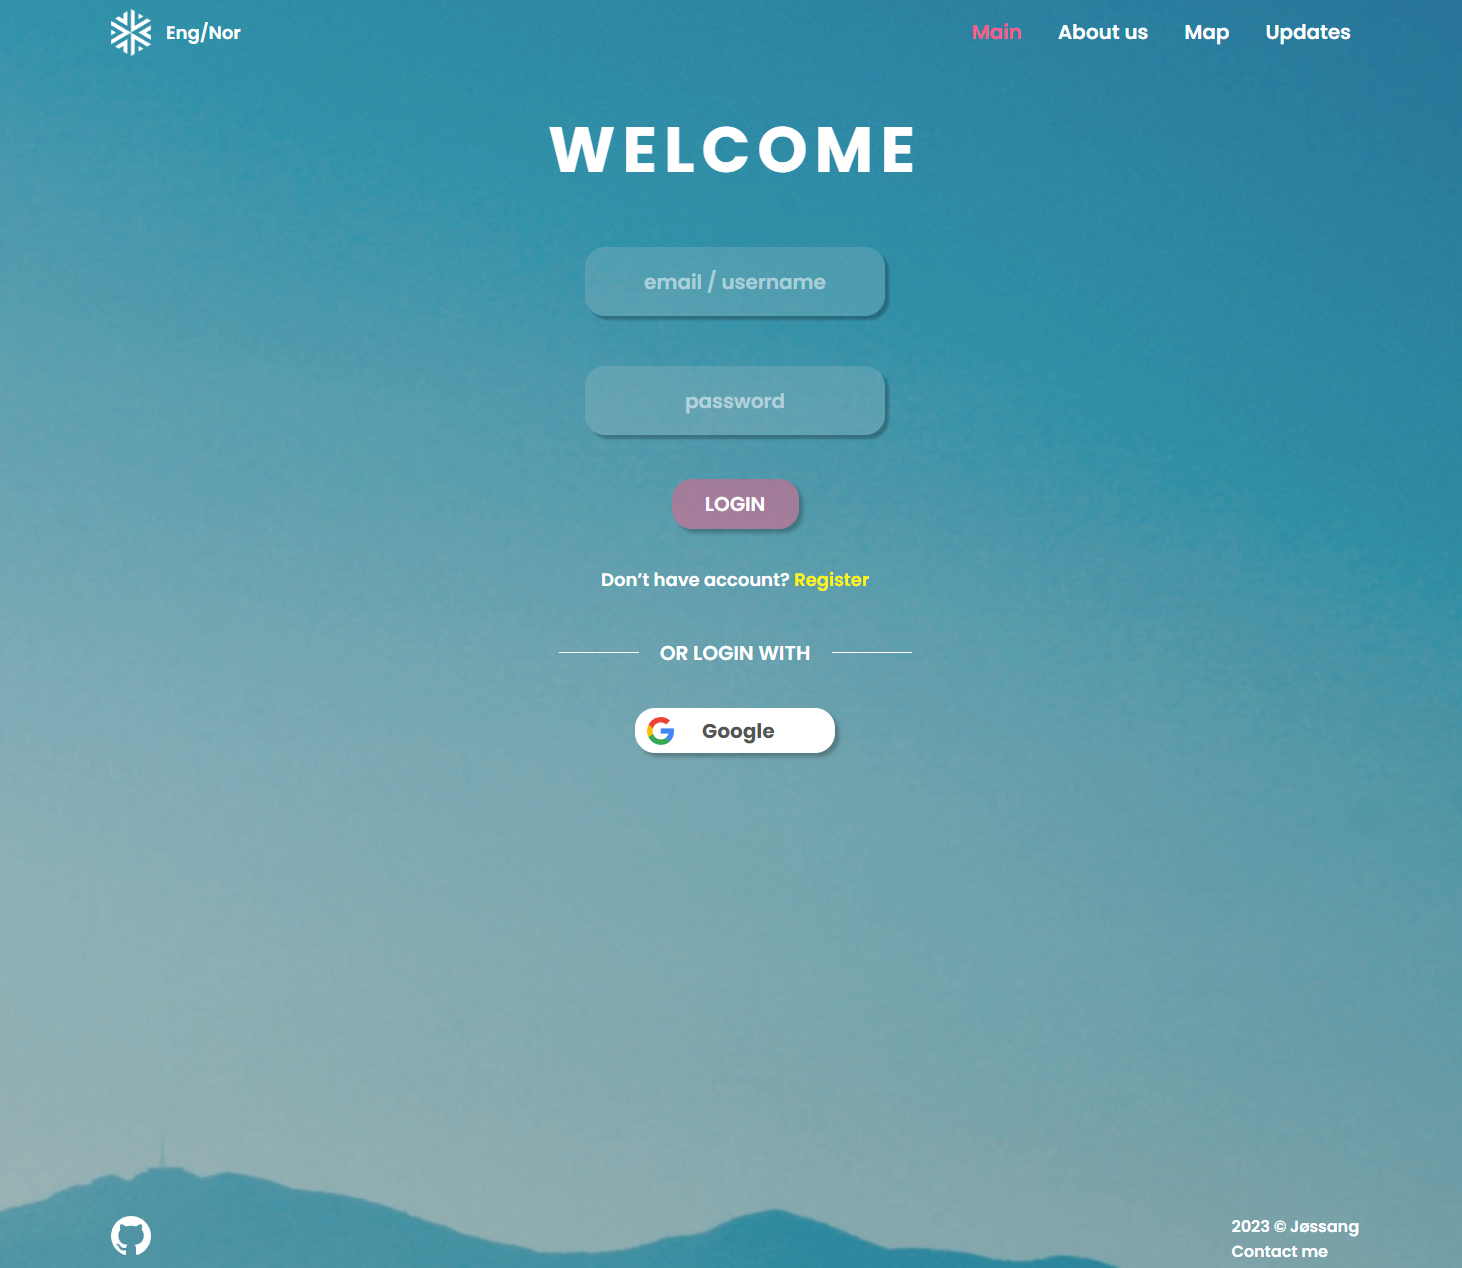 Eng/Nor
Main
About us
Map
Updates
WELCOME
email / username
password
LOGIN
Don’t have account? Register
OR LOGIN WITH
Google
2023 © Jøssang
Contact me